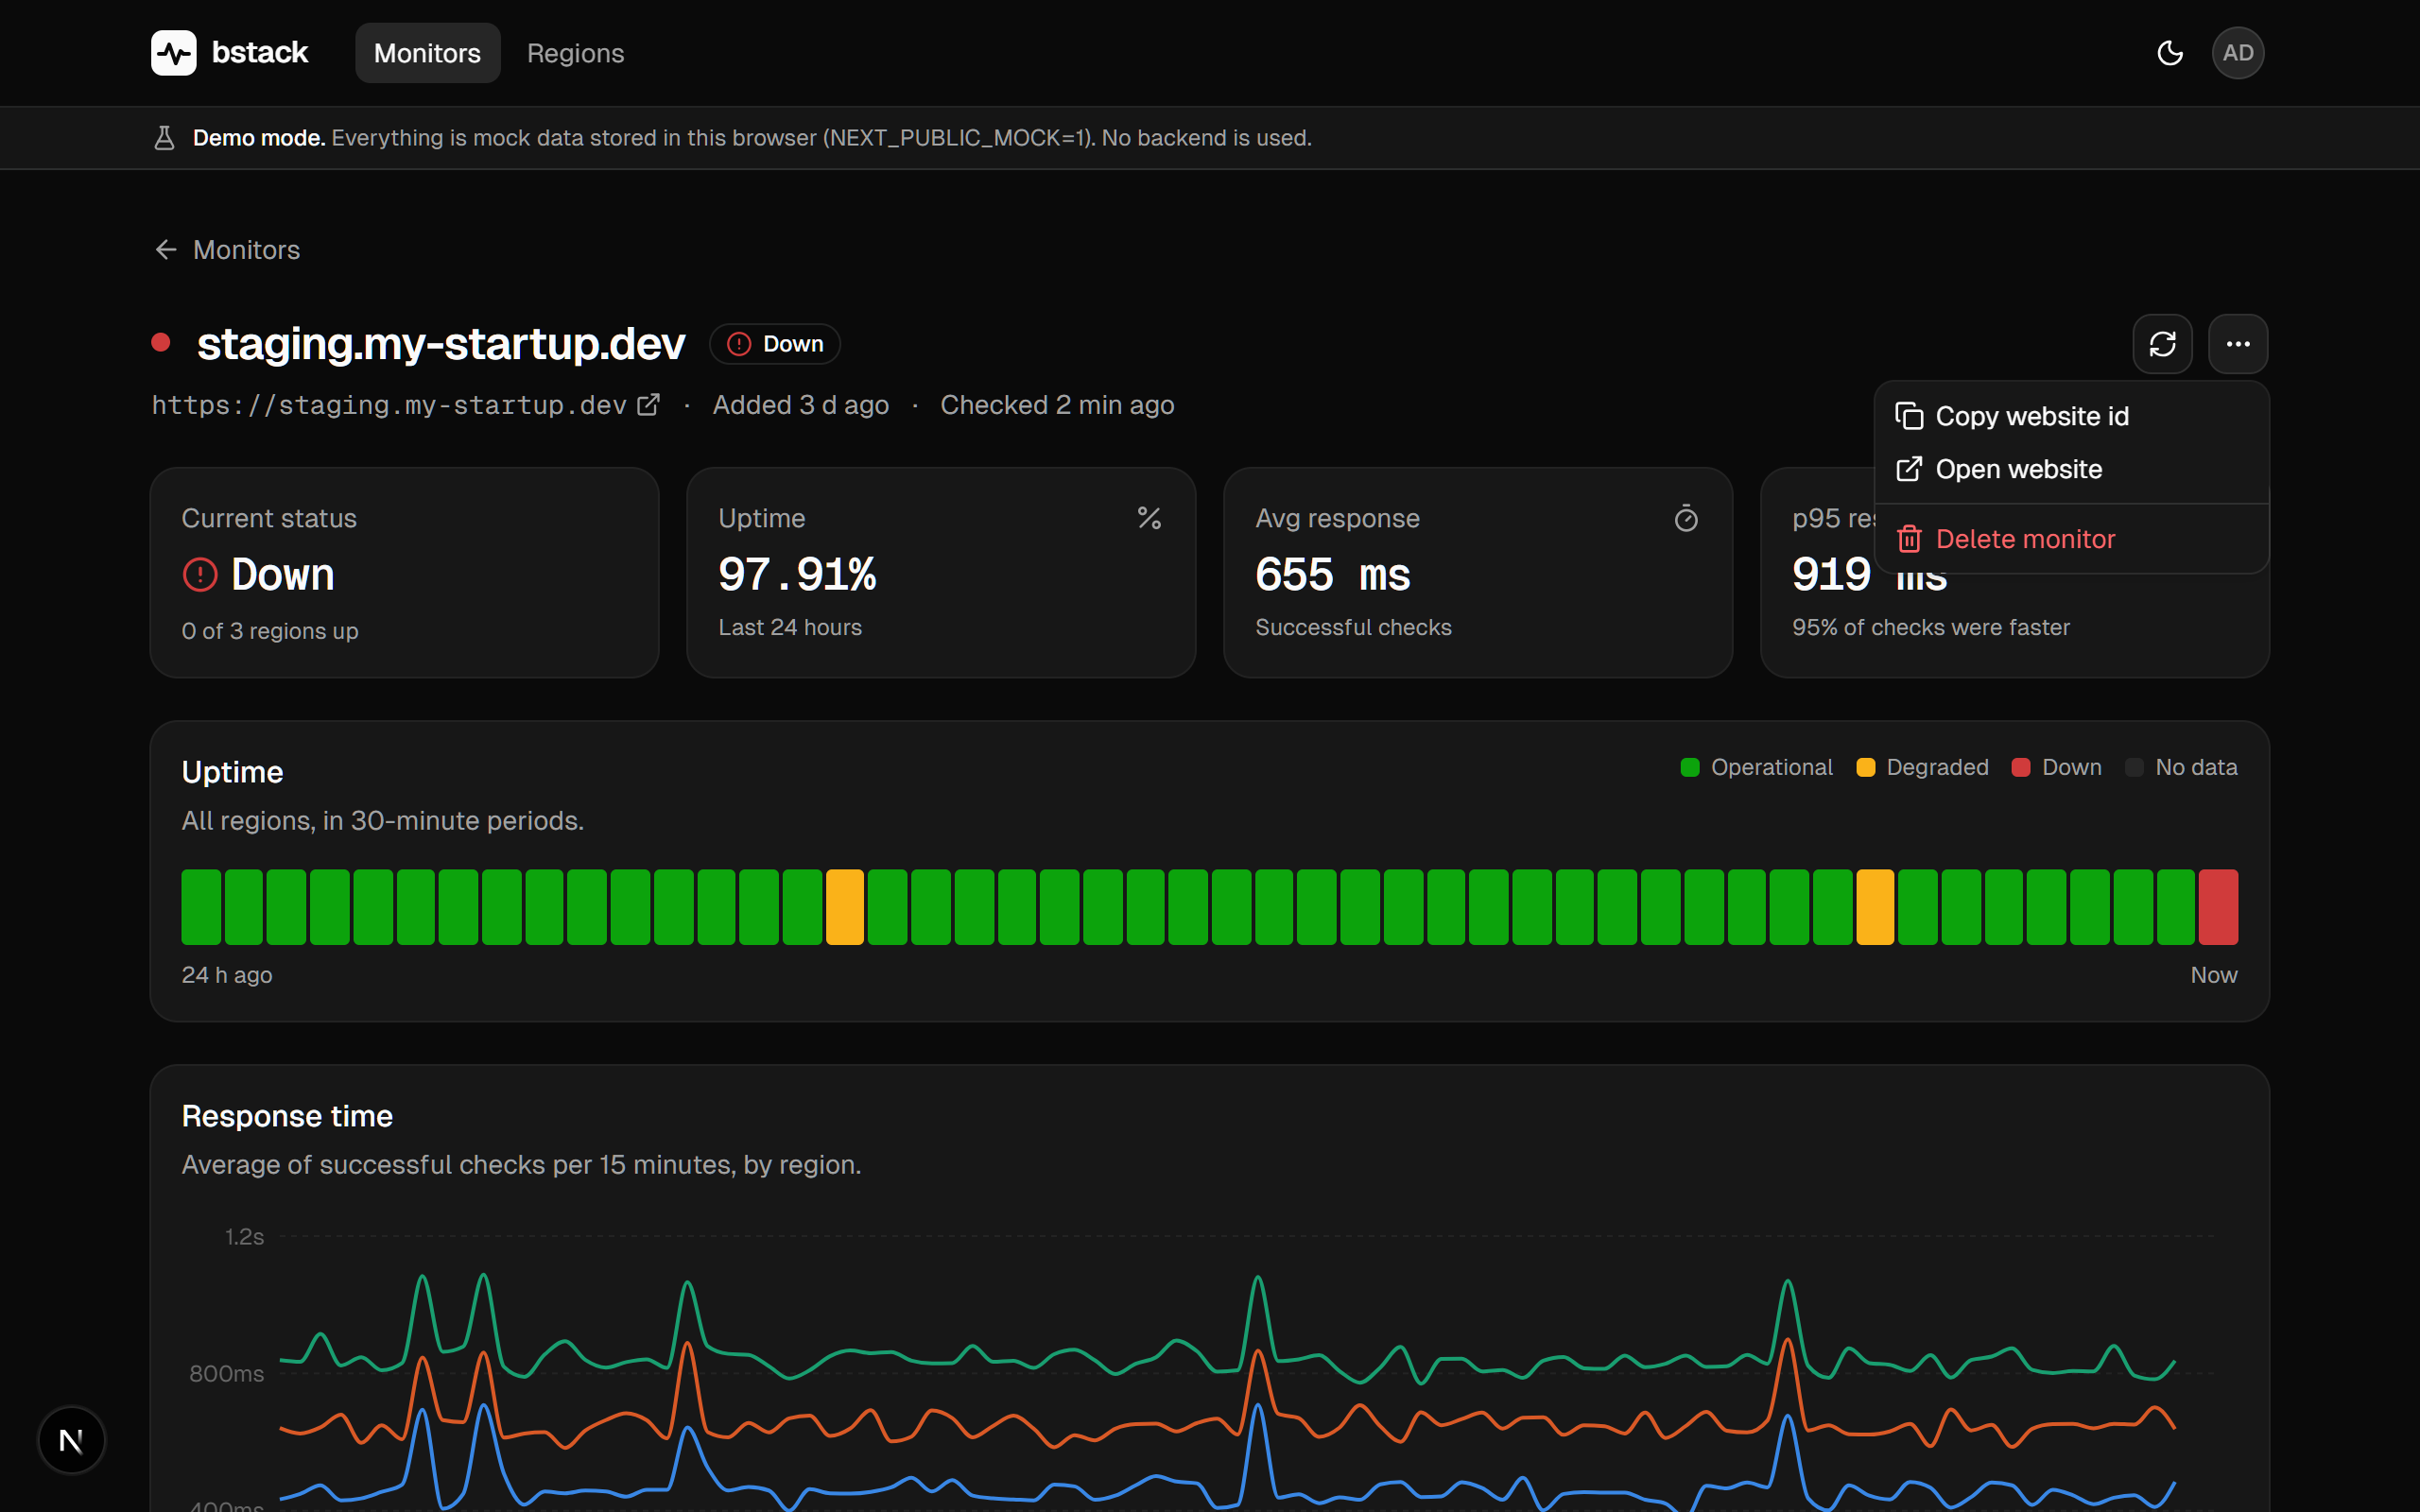 bstack
Monitors
Regions
AD
Demo mode. Everything is mock data stored in this browser (NEXT_PUBLIC_MOCK=1). No backend is used.
Monitors
staging.my-startup.dev
Down
https://staging.my-startup.dev · Added 3 d ago · Checked 2 min ago
Copy website id
Open website
Delete monitor
Current status
Down
0 of 3 regions up
Uptime
97.91%
Last 24 hours
Avg response
655 ms
Successful checks
p95
919 ms
95% of checks were faster
Uptime
Operational
Degraded
Down
No data
All regions, in 30-minute periods.
24 h ago
Now
Response time
Average of successful checks per 15 minutes, by region.
1.2s
800ms
400ms
N